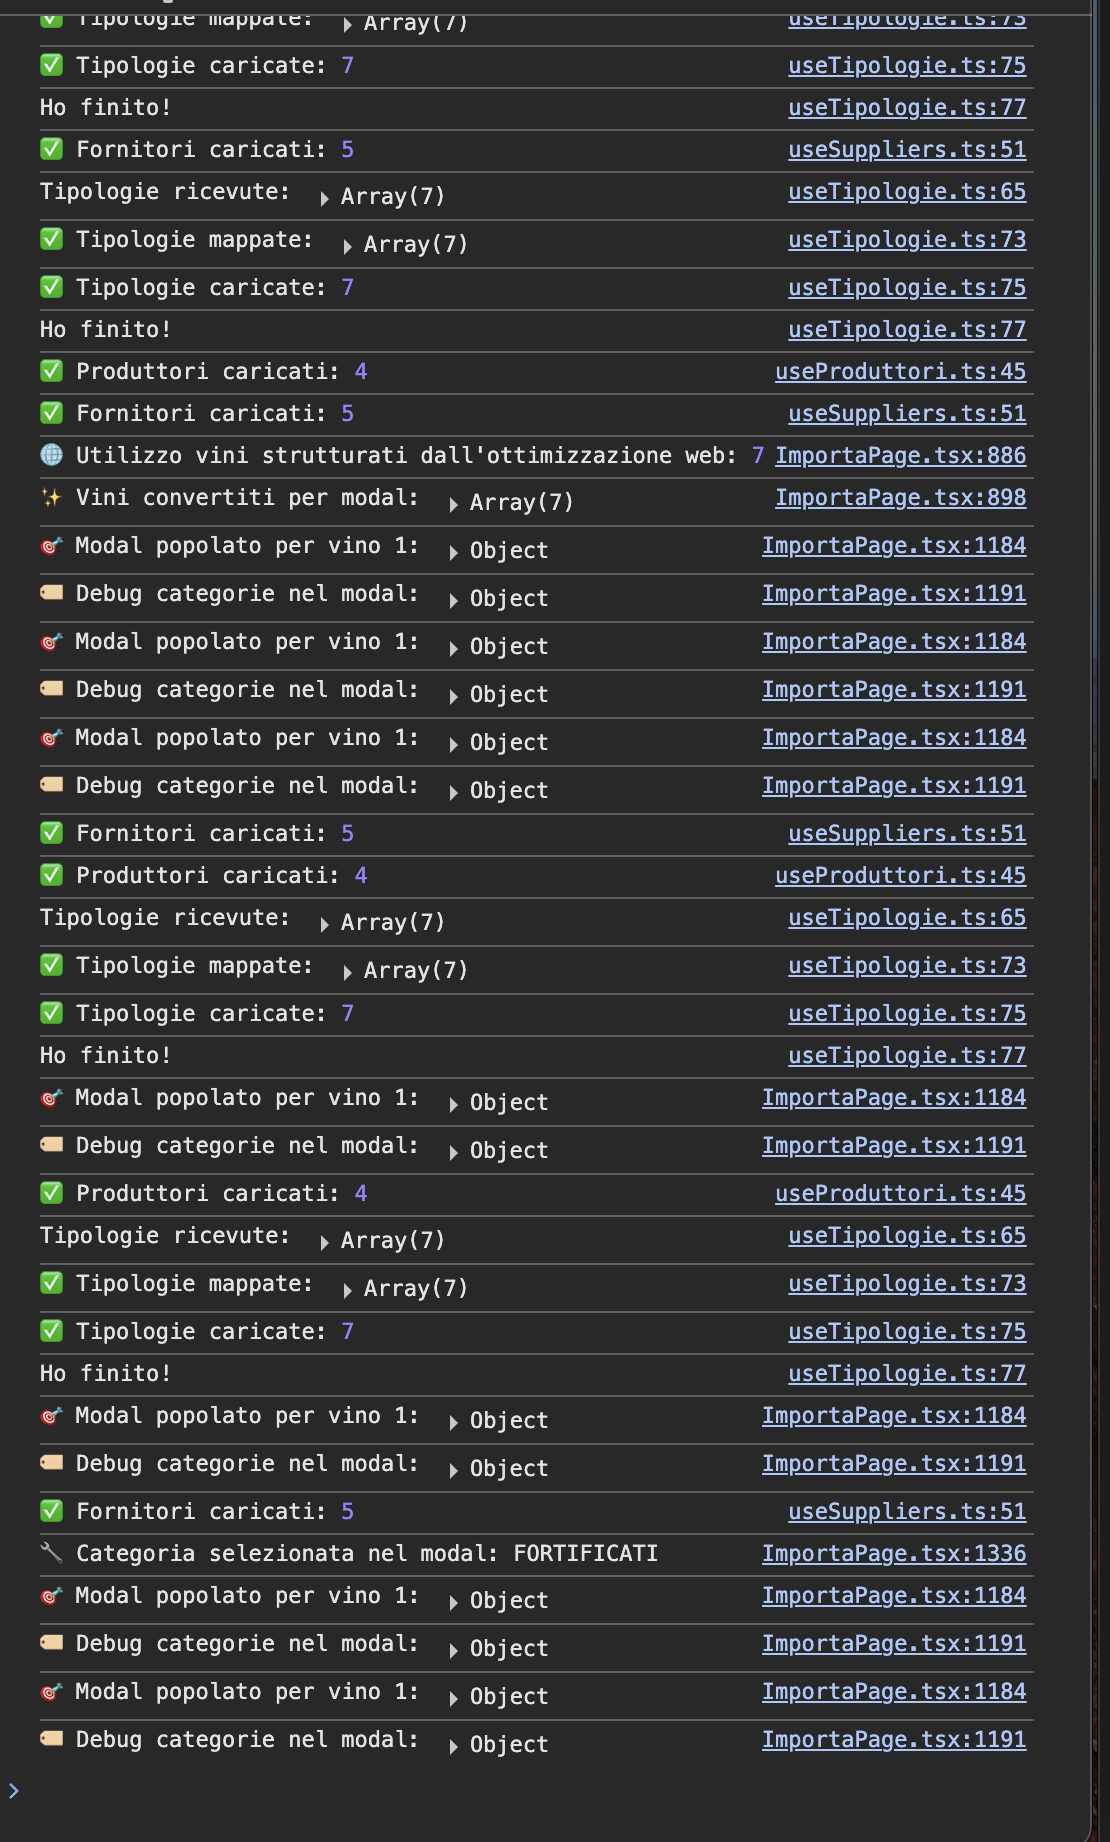 ✅ Tipologie mappate: ▶ Array(7) useTipologie.ts:73
✅ Tipologie caricate: 7 useTipologie.ts:75
Ho finito! useTipologie.ts:77
✅ Fornitori caricati: 5 useSuppliers.ts:51
Tipologie ricevute: ▶ Array(7) useTipologie.ts:65
✅ Tipologie mappate: ▶ Array(7) useTipologie.ts:73
✅ Tipologie caricate: 7 useTipologie.ts:75
Ho finito! useTipologie.ts:77
✅ Produttori caricati: 4 useProduttori.ts:45
✅ Fornitori caricati: 5 useSuppliers.ts:51
🌐 Utilizzo vini strutturati dall'ottimizzazione web: 7 ImportaPage.tsx:886
✨ Vini convertiti per modal: ▶ Array(7) ImportaPage.tsx:898
🎯 Modal popolato per vino 1: ▶ Object ImportaPage.tsx:1184
🏷️ Debug categorie nel modal: ▶ Object ImportaPage.tsx:1191
🎯 Modal popolato per vino 1: ▶ Object ImportaPage.tsx:1184
🏷️ Debug categorie nel modal: ▶ Object ImportaPage.tsx:1191
🎯 Modal popolato per vino 1: ▶ Object ImportaPage.tsx:1184
🏷️ Debug categorie nel modal: ▶ Object ImportaPage.tsx:1191
✅ Fornitori caricati: 5 useSuppliers.ts:51
✅ Produttori caricati: 4 useProduttori.ts:45
Tipologie ricevute: ▶ Array(7) useTipologie.ts:65
✅ Tipologie mappate: ▶ Array(7) useTipologie.ts:73
✅ Tipologie caricate: 7 useTipologie.ts:75
Ho finito! useTipologie.ts:77
🎯 Modal popolato per vino 1: ▶ Object ImportaPage.tsx:1184
🏷️ Debug categorie nel modal: ▶ Object ImportaPage.tsx:1191
✅ Produttori caricati: 4 useProduttori.ts:45
Tipologie ricevute: ▶ Array(7) useTipologie.ts:65
✅ Tipologie mappate: ▶ Array(7) useTipologie.ts:73
✅ Tipologie caricate: 7 useTipologie.ts:75
Ho finito! useTipologie.ts:77
🎯 Modal popolato per vino 1: ▶ Object ImportaPage.tsx:1184
🏷️ Debug categorie nel modal: ▶ Object ImportaPage.tsx:1191
✅ Fornitori caricati: 5 useSuppliers.ts:51
🔧 Categoria selezionata nel modal: FORTIFICATI ImportaPage.tsx:1336
🎯 Modal popolato per vino 1: ▶ Object ImportaPage.tsx:1184
🏷️ Debug categorie nel modal: ▶ Object ImportaPage.tsx:1191
🎯 Modal popolato per vino 1: ▶ Object ImportaPage.tsx:1184
🏷️ Debug categorie nel modal: ▶ Object ImportaPage.tsx:1191